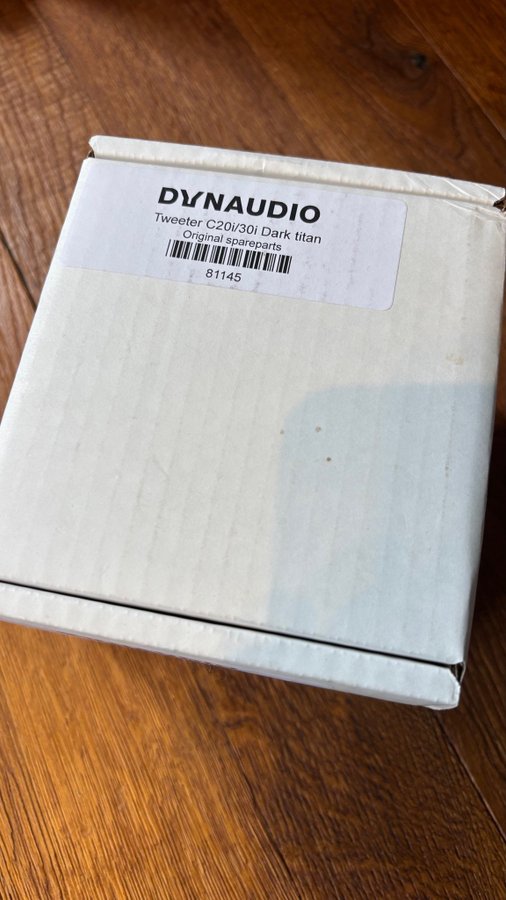 DYNAUDIO
Tweeter C20i/30i Dark titan
Original spareparts
81145